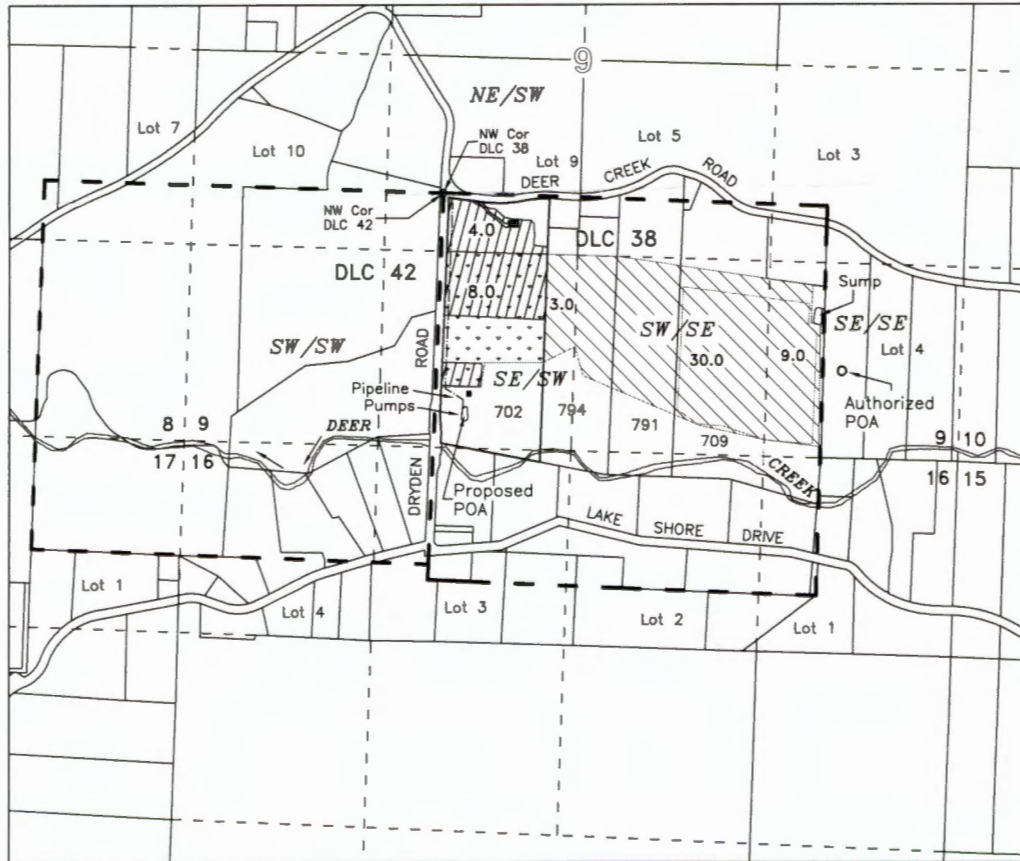 9
NE/SW
Lot 7
Lot 10
NW Cor
DLC 38
Lot 9
Lot 5
Lot 3
DEER
CREEK
ROAD
NW Cor
DLC 42
4.0
DLC 38
DLC 42
Sump
8.0
3.0
SW/SE
SE/SE
Lot 4
SW/SW
ROAD
30.0
9.0
SE/SW
Authorized
POA
Pipeline
Pumps
702
794
791
709
DEER
8 9
17 16
9 10
16 15
CREEK
DRYDEN
Proposed
POA
LAKE
SHORE
DRIVE
Lot 1
Lot 4
Lot 3
Lot 2
Lot 1